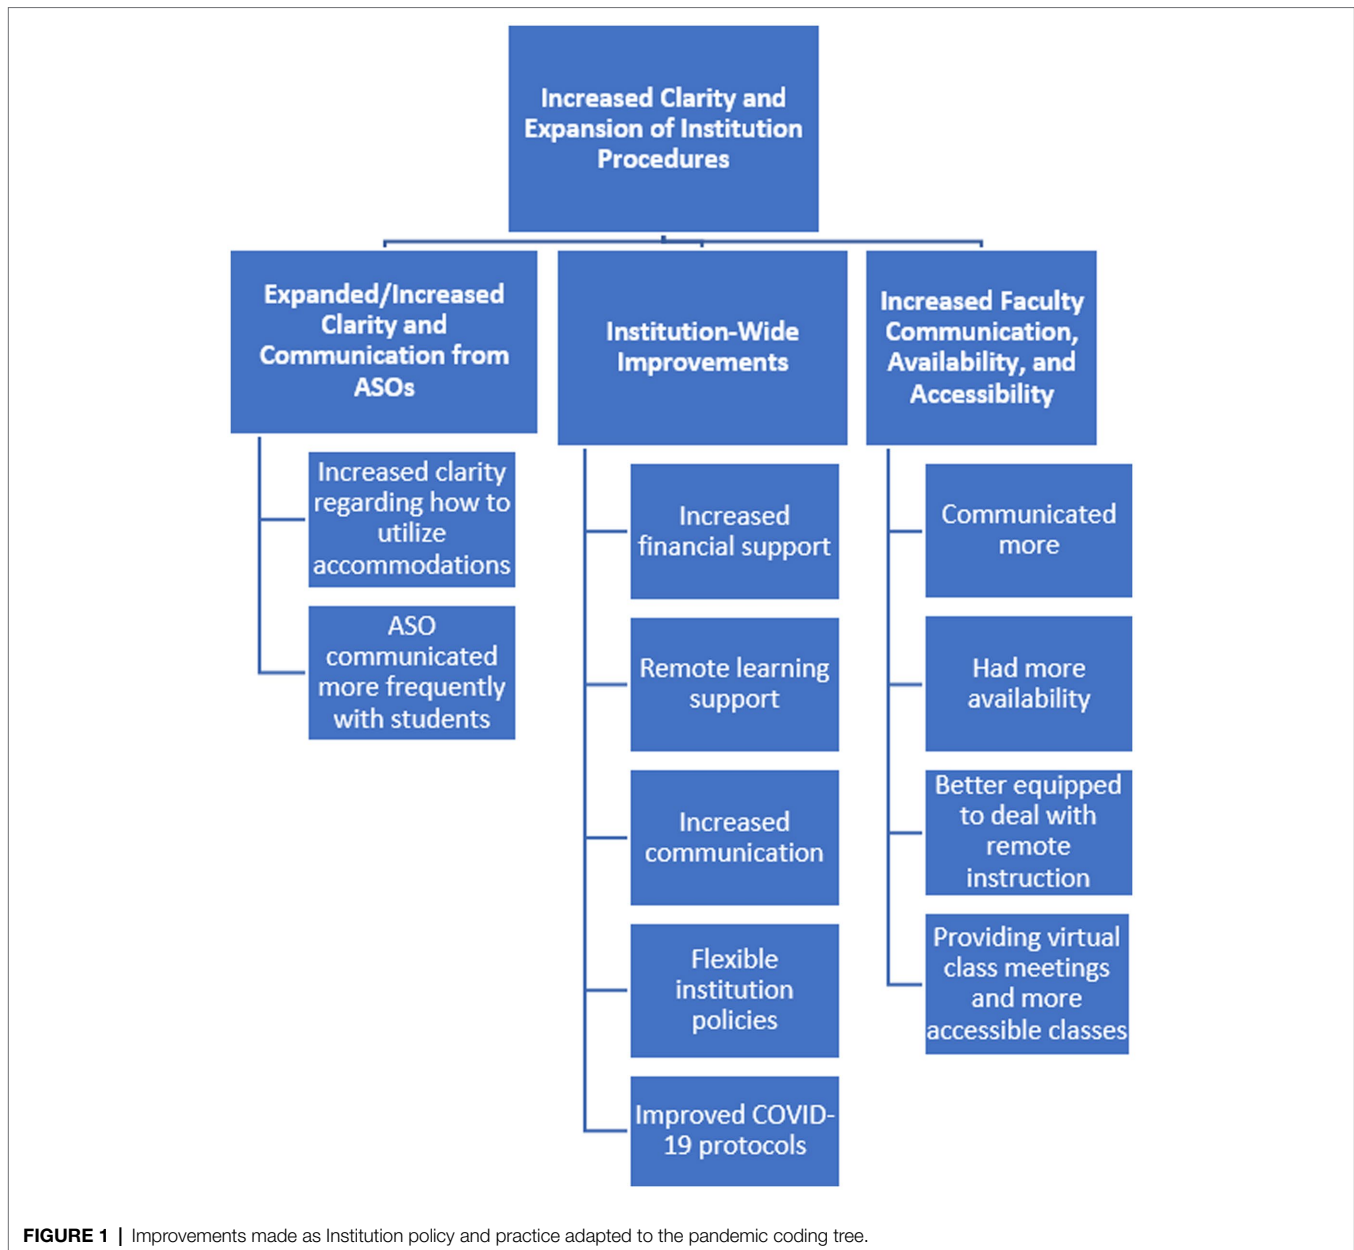 Increased Clarity and
Expansion of Institution
Procedures
Expanded/Increased
Clarity and
Communication from
ASOs
Increased clarity
regarding how to
utilize
accommodations
ASO
communicated
more frequently
with students
Institution-Wide
Improvements
Increased
financial support
Remote learning
support
Increased
communication
Flexible
institution
policies
Improved COVID-
19 protocols
Increased Faculty
Communication,
Availability, and
Accessibility
Communicated
more
Had more
availability
Better equipped
to deal with
remote
instruction
Providing virtual
class meetings
and more
accessible classes
FIGURE 1 | Improvements made as Institution policy and practice adapted to the pandemic coding tree.